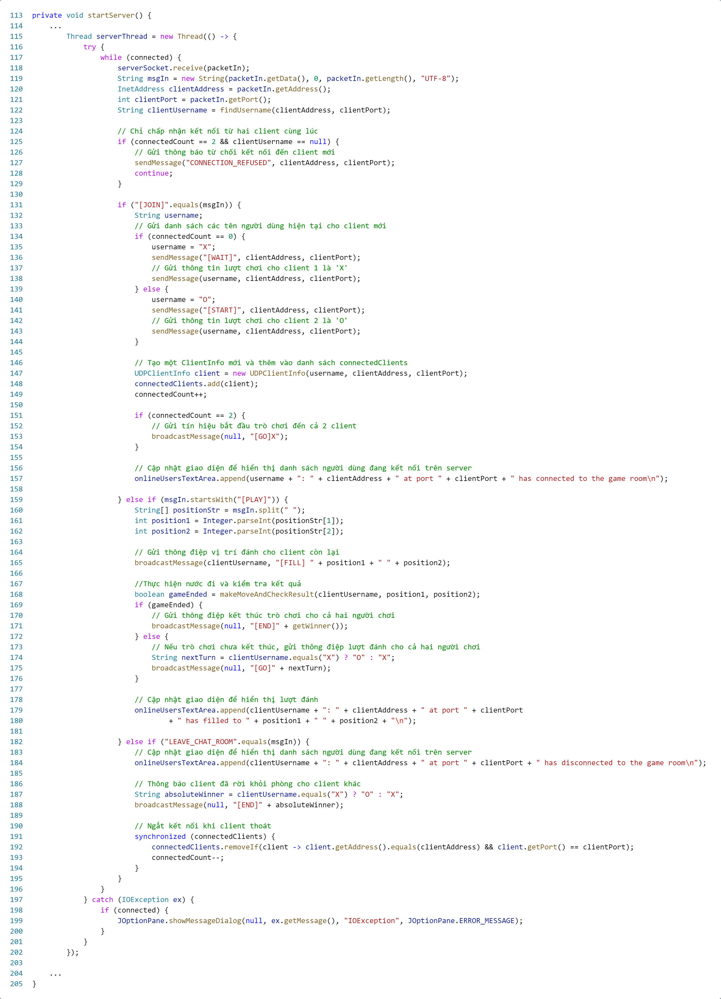 113 private void startServer() {
114     ...
115         Thread serverThread = new Thread(() -> {
116             try {
117                 while (connected) {
118                     serverSocket.receive(packetIn);
119                     String msgIn = new String(packetIn.getData(), 0, packetIn.getLength(), "UTF-8");
120                     InetAddress clientAddress = packetIn.getAddress();
121                     int clientPort = packetIn.getPort();
122                     String clientUsername = findUsername(clientAddress, clientPort);
123
124                     // Chỉ chấp nhận kết nối từ hai client cùng lúc
125                     if (connectedCount == 2 && clientUsername == null) {
126                         // Gửi thông báo từ chối kết nối đến client mới
127                         sendMessage("CONNECTION_REFUSED", clientAddress, clientPort);
128                         continue;
129                     }
130
131                     if ("[JOIN]".equals(msgIn)) {
132                         String username;
133                         // Gửi danh sách các tên người dùng hiện tại cho client mới
134                         if (connectedCount == 0) {
135                             username = "X";
136                             sendMessage("[WAIT]", clientAddress, clientPort);
137                             // Gửi thông tin lượt chơi cho client 1 là 'X'
138                             sendMessage(username, clientAddress, clientPort);
139                         } else {
140                             username = "O";
141                             sendMessage("[START]", clientAddress, clientPort);
142                             // Gửi thông tin lượt chơi cho client 2 là 'O'
143                             sendMessage(username, clientAddress, clientPort);
144                         }
145
146                         // Tạo một ClientInfo mới và thêm vào danh sách connectedClients
147                         UDPClientInfo client = new UDPClientInfo(username, clientAddress, clientPort);
148                         connectedClients.add(client);
149                         connectedCount++;
150
151                         if (connectedCount == 2) {
152                             // Gửi tín hiệu bắt đầu trò chơi đến cả 2 client
153                             broadcastMessage(null, "[GO]X");
154                         }
155
156                         // Cập nhật giao diện để hiển thị danh sách người dùng đang kết nối trên server
157                         onlineUsersTextArea.append(username + ": " + clientAddress + " at port " + clientPort + " has connected to the game room\n");
158
159                     } else if (msgIn.startsWith("[PLAY]")) {
160                         String[] positionStr = msgIn.split(" ");
161                         int position1 = Integer.parseInt(positionStr[1]);
162                         int position2 = Integer.parseInt(positionStr[2]);
163
164                         // Gửi thông điệp vị trí đánh cho client còn lại
165                         broadcastMessage(clientUsername, "[FILL] " + position1 + " " + position2);
166
167                         //Thực hiện nước đi và kiểm tra kết quả
168                         boolean gameEnded = makeMoveAndCheckResult(clientUsername, position1, position2);
169                         if (gameEnded) {
170                             // Gửi thông điệp kết thúc trò chơi cho cả hai người chơi
171                             broadcastMessage(null, "[END]" + getWinner());
172                         } else {
173                             // Nếu trò chơi chưa kết thúc, gửi thông điệp lượt đánh cho cả hai người chơi
174                             String nextTurn = clientUsername.equals("X") ? "O" : "X";
175                             broadcastMessage(null, "[GO]" + nextTurn);
176                         }
177
178                         // Cập nhật giao diện để hiển thị lượt đánh
179                         onlineUsersTextArea.append(clientUsername + ": " + clientAddress + " at port " + clientPort
180                                 + " has filled to " + position1 + " " + position2 + "\n");
181
182                     } else if ("LEAVE_CHAT_ROOM".equals(msgIn)) {
183                         // Cập nhật giao diện để hiển thị danh sách người dùng đang kết nối trên server
184                         onlineUsersTextArea.append(clientUsername + ": " + clientAddress + " at port " + clientPort + " has disconnected to the game room\n");
185
186                         // Thông báo client đã rời khỏi phòng cho client khác
187                         String absoluteWinner = clientUsername.equals("X") ? "O" : "X";
188                         broadcastMessage(null, "[END]" + absoluteWinner);
189
190                         // Ngắt kết nối khi client thoát
191                         synchronized (connectedClients) {
192                             connectedClients.removeIf(client -> client.getAddress().equals(clientAddress) && client.getPort() == clientPort);
193                             connectedCount--;
194                         }
195                     }
196                 }
197             } catch (IOException ex) {
198                 if (connected) {
199                     JOptionPane.showMessageDialog(null, ex.getMessage(), "IOException", JOptionPane.ERROR_MESSAGE);
200                 }
201             }
202         });
203
204     ...
205 }